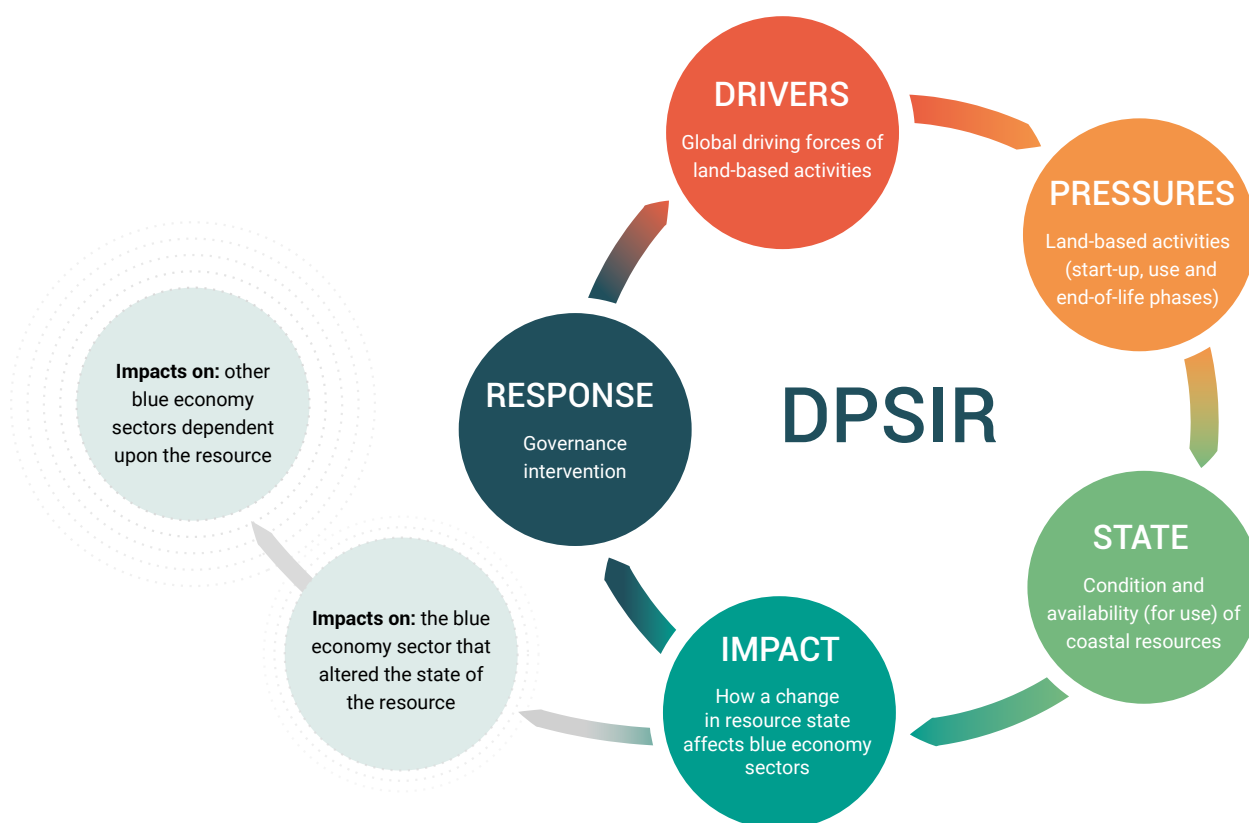 DRIVERS
Global driving forces of
land-based activities
PRESSURES
Land-based activities
(start-up, use and
end-of-life phases)
STATE
Condition and
availability (for use) of
coastal resources
IMPACT
How a change
in resource state
affects blue economy
sectors
RESPONSE
Governance
intervention
DPSIR
Impacts on: the blue
economy sector that
altered the state of
the resource
Impacts on: other
blue economy
sectors dependent
upon the resource